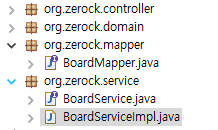 org.zerock.controller
org.zerock.domain
org.zerock.mapper
BoardMapper.java
org.zerock.service
BoardService.java
BoardServiceImpl.java